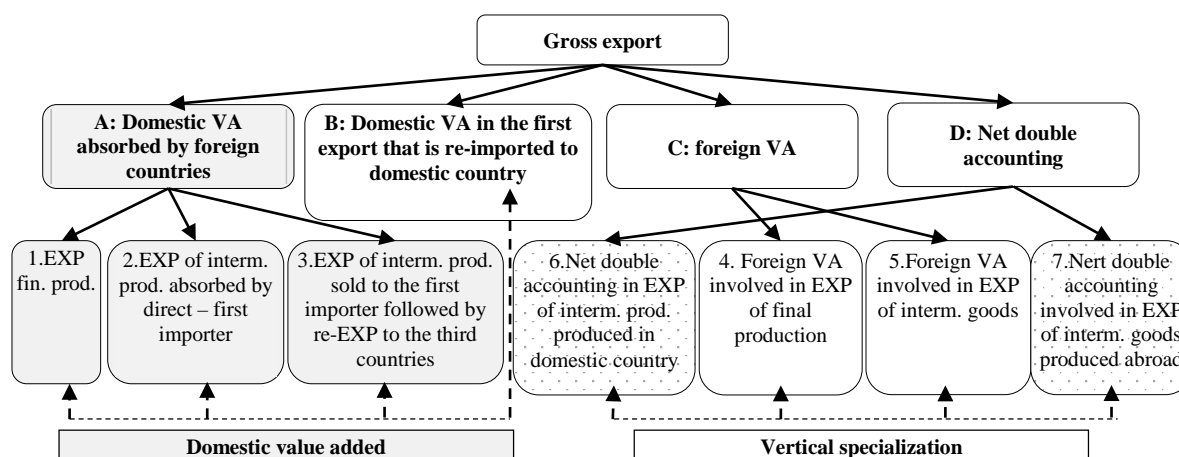 Gross export
A: Domestic VA
absorbed by foreign
countries
B: Domestic VA in the first
export that is re-imported to
domestic country
C: foreign VA
D: Net double
accounting
1.EXP
fin. prod.
2.EXP of interm.
prod. absorbed by
direct – first
importer
3.EXP of interm. prod.
sold to the first
importer followed by
re-EXP to the third
countries
6.Net double
accounting in EXP
of interm. prod.
produced in
domestic country
4. Foreign VA
involved in EXP
of final
production
5.Foreign VA
involved in EXP
of interm. goods
7.Nert double
accounting
involved in EXP
of interm. goods
produced abroad
Domestic value added
Vertical specialization